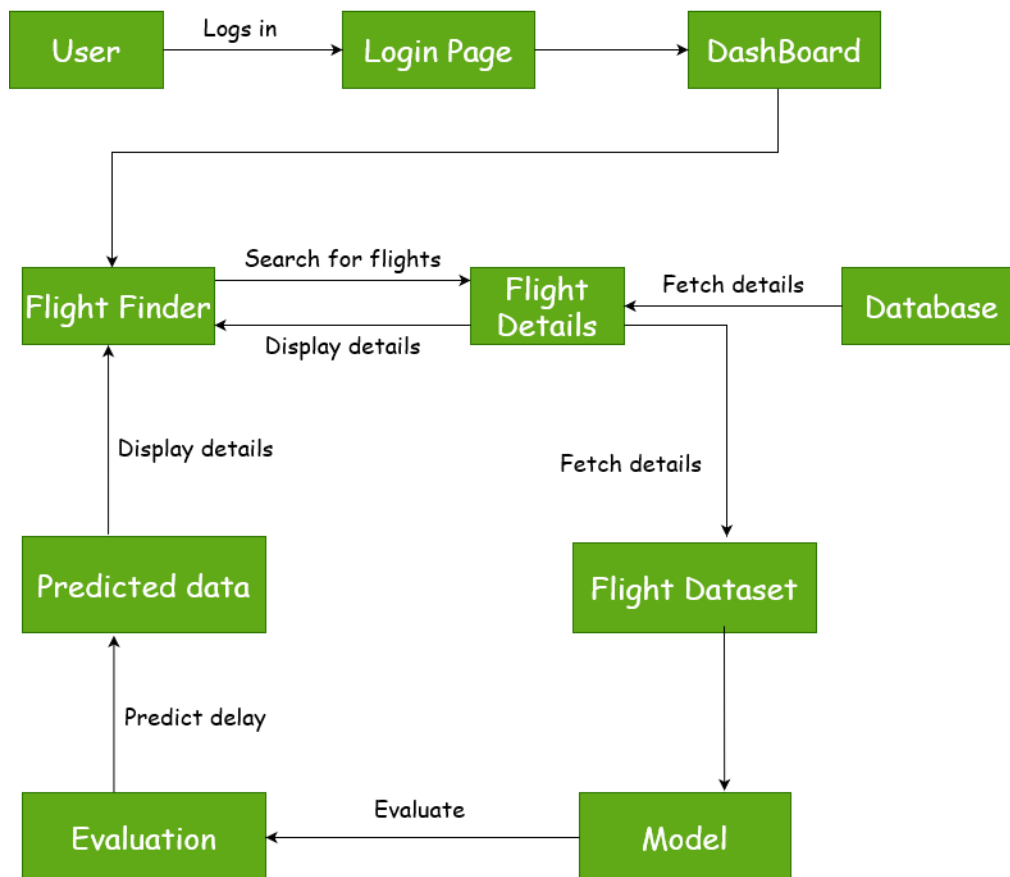 User
Logs in
Login Page
DashBoard
Flight Finder
Search for flights
Display details
Flight
Details
Fetch details
Database
Display details
Fetch details
Predicted data
Flight Dataset
Predict delay
Evaluation
Evaluate
Model